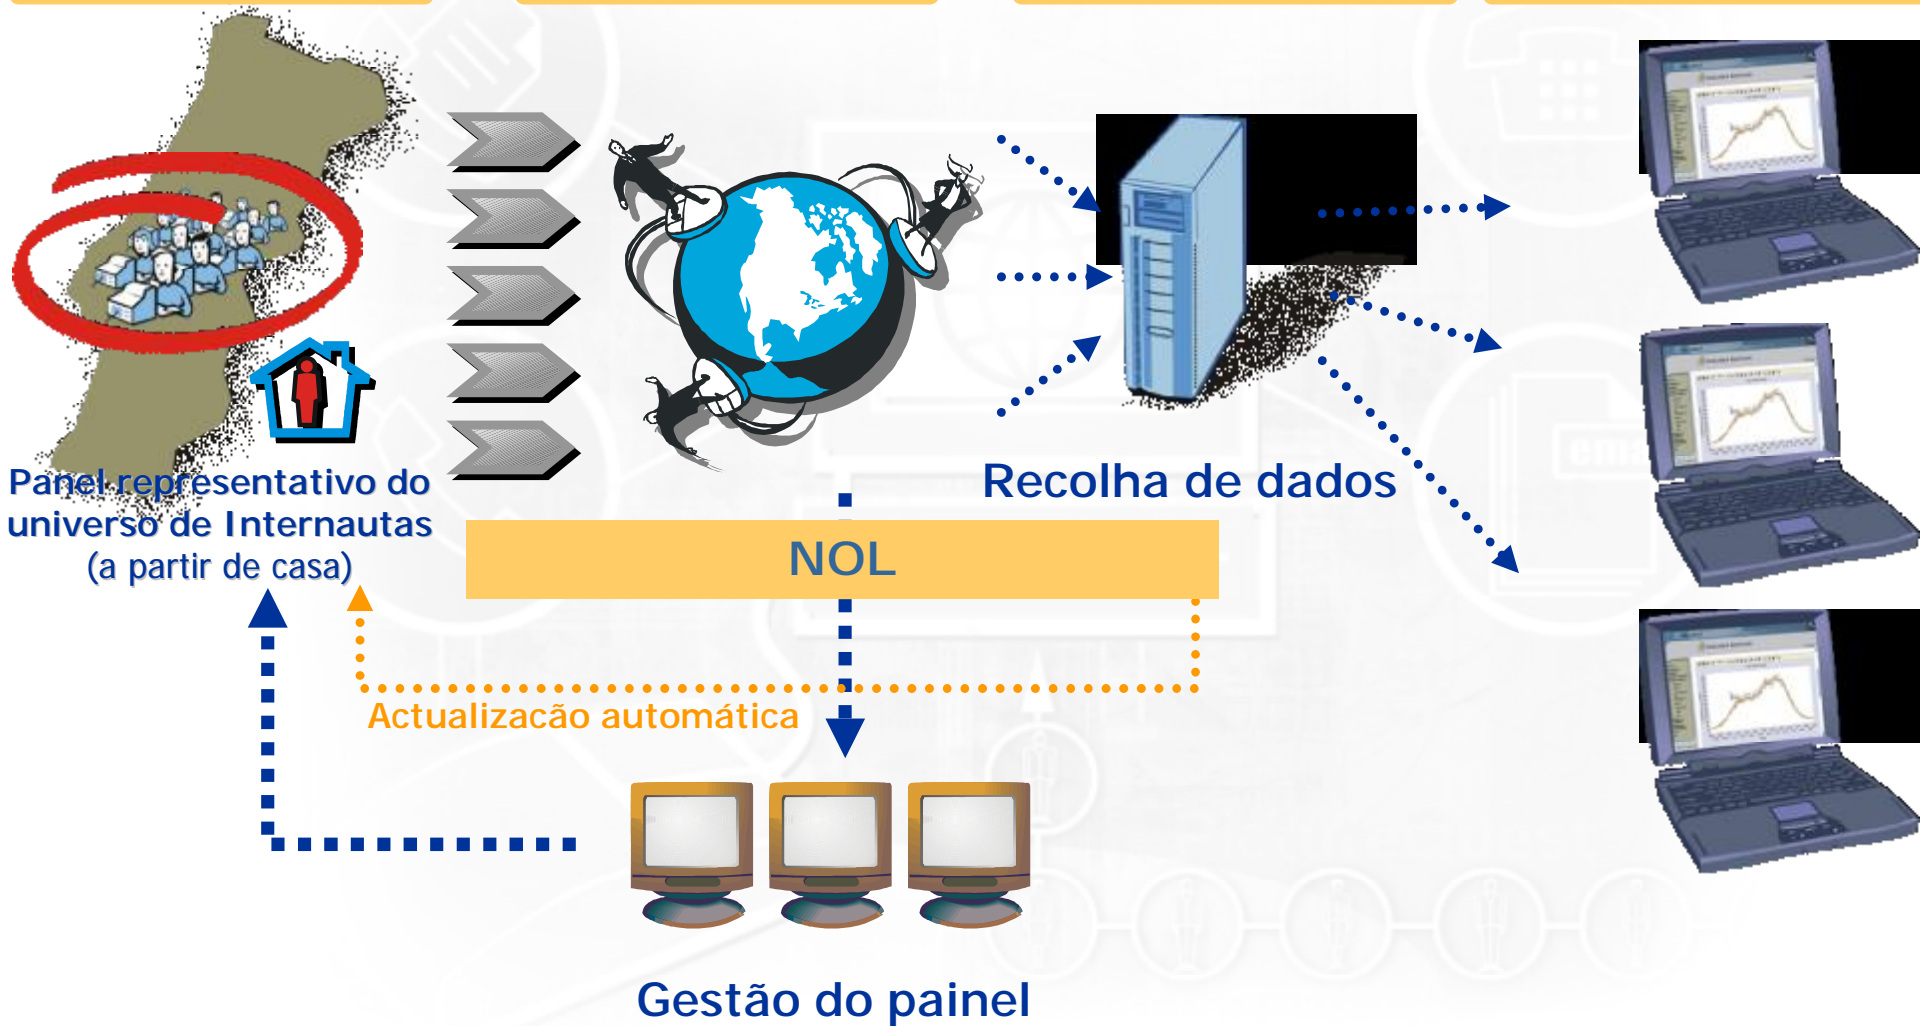 Panel representativo do
universo de Internautas
(a partir de casa)
Recolha de dados
NOL
Actualizacão automática
Gestão do painel